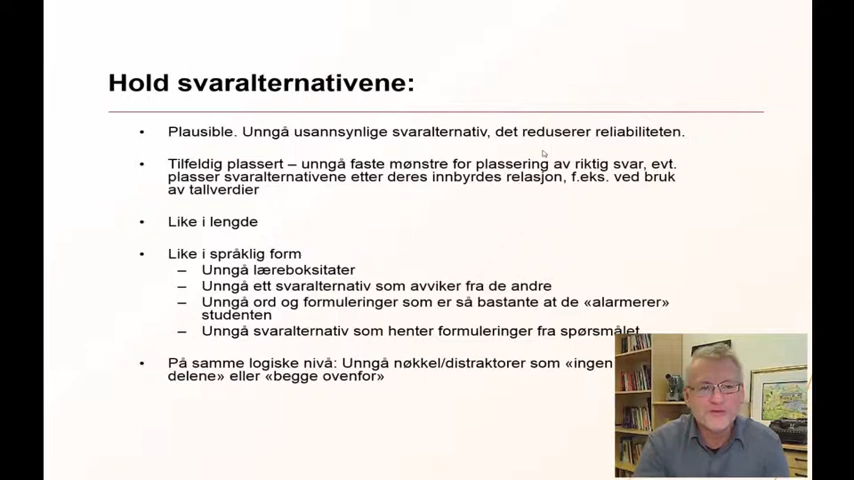 Hold svaralternativene:
• Plausible. Unngå usannsynlige svaralternativ, det reduserer reliabiliteten.
• Tilfeldig plassert – unngå faste mønstre for plassering av riktig svar, evt.
plasser svaralternativene etter deres innbyrdes relasjon, f.eks. ved bruk
av tallverdier
• Like i lengde
• Like i språklig form
– Unngå læreboksitater
– Unngå ett svaralternativ som avviker fra de andre
– Unngå ord og formuleringer som er så bastante at de «alarmerer»
studenten
– Unngå svaralternativ som henter formuleringer fra spørsmålet
• På samme logiske nivå: Unngå nøkkel/distraktorer som «ingen
delene» eller «begge ovenfor»